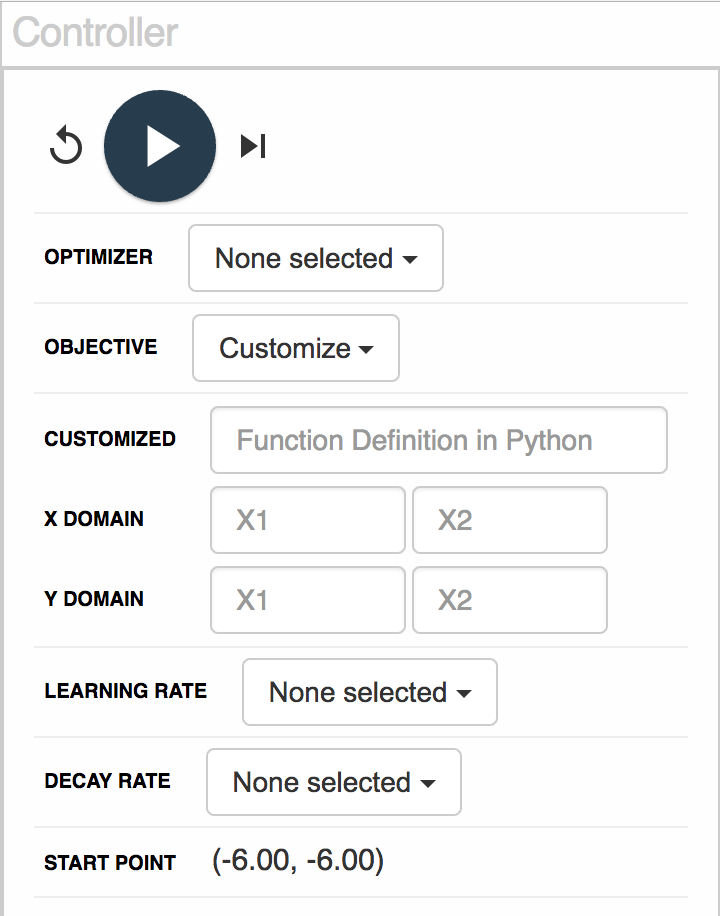 Controller
OPTIMIZER None selected
OBJECTIVE Customize
CUSTOMIZED Function Definition in Python
X DOMAIN X1 X2
Y DOMAIN X1 X2
LEARNING RATE None selected
DECAY RATE None selected
START POINT (-6.00, -6.00)